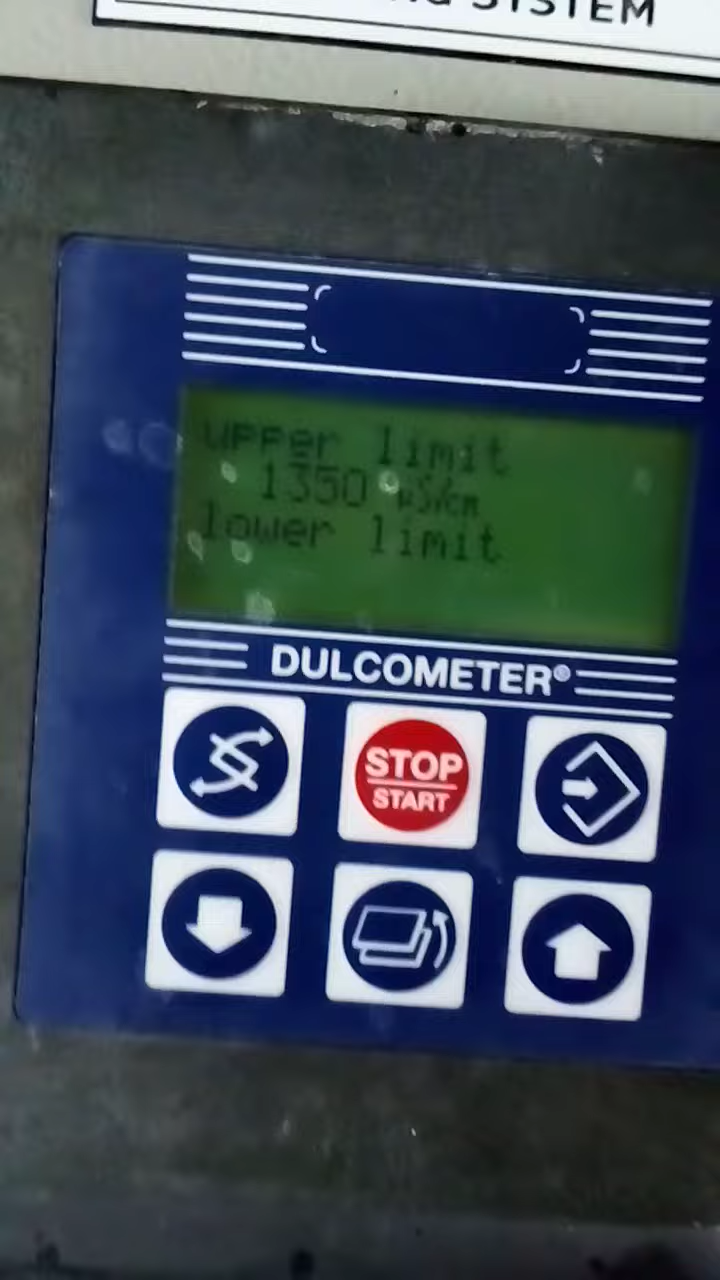 SYSTEM
upper limit
1350 µS/cm
lower limit
DULCOMETER®
STOP
START